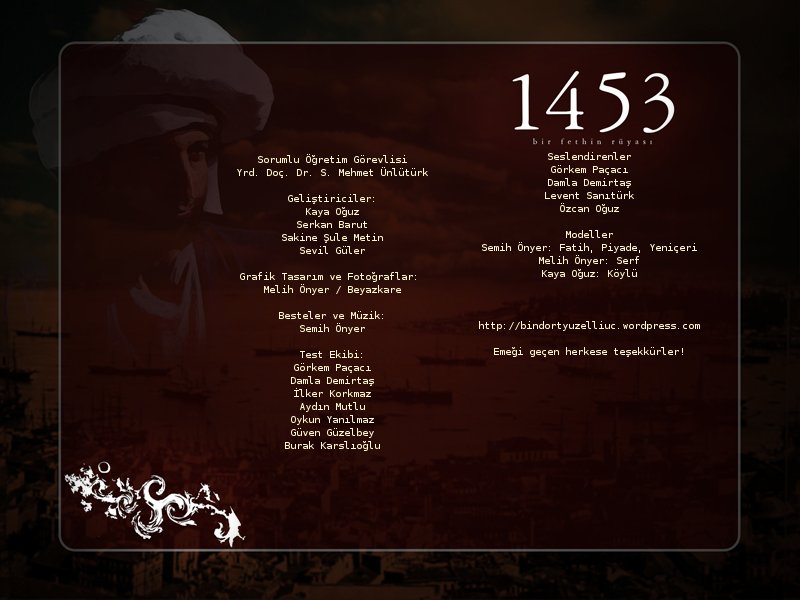 Sorumlu Öğretim Görevlisi
Yrd. Doç. Dr. S. Mehmet Ünlütürk
Geliştiriciler:
Kaya Oğuz
Serkan Barut
Sakine Şule Metin
Sevil Güler
Grafik Tasarım ve Fotoğraflar:
Melih Önyer / Beyazkare
Besteler ve Müzik:
Semih Önyer
Test Ekibi:
Görkem Paçacı
Damla Demirtaş
İlker Korkmaz
Aydın Mutlu
Oykun Yanılmaz
Güven Güzelbey
Burak Karslıoğlu
1453
bir fethin rüyası
Seslendirenler
Görkem Paçacı
Damla Demirtaş
Levent Sanıtürk
Özcan Oğuz
Modeller
Semih Önyer: Fatih, Piyade, Yeniçeri
Melih Önyer: Serf
Kaya Oğuz: Köylü
http://bindortyuzelliuc.wordpress.com
Emeği geçen herkese teşekkürler!